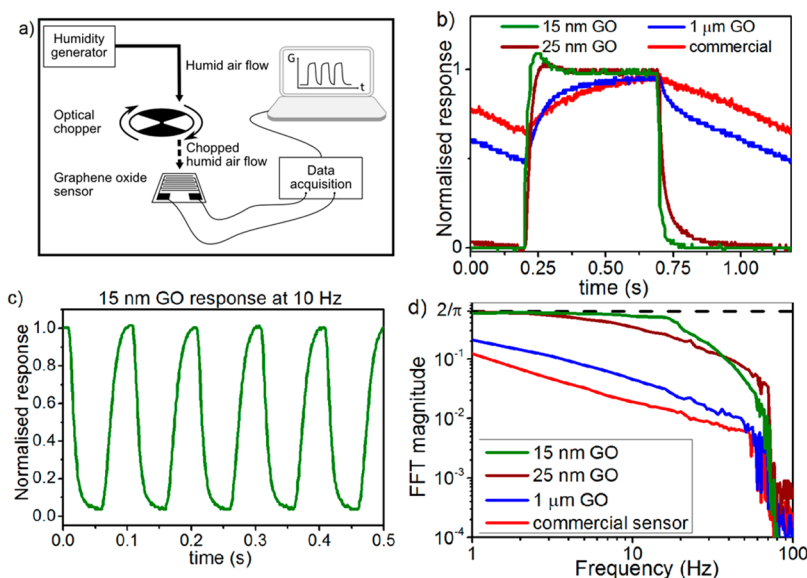 a)
Humidity
generator
Humid air flow
G
t
Optical
chopper
Chopped
humid air flow
Graphene oxide
sensor
Data
acquisition
b)
15 nm GO
1 μm GO
25 nm GO
commercial
Normalised response
1
0
0.00 0.25 0.50 0.75 1.00
time (s)
c)
15 nm GO response at 10 Hz
Normalised response
1.0
0.8
0.6
0.4
0.2
0.0
0.0 0.1 0.2 0.3 0.4 0.5
time (s)
d)
FFT magnitude
2/π
10⁻¹
10⁻²
10⁻³
10⁻⁴
15 nm GO
25 nm GO
1 μm GO
commercial sensor
1 10 100
Frequency (Hz)